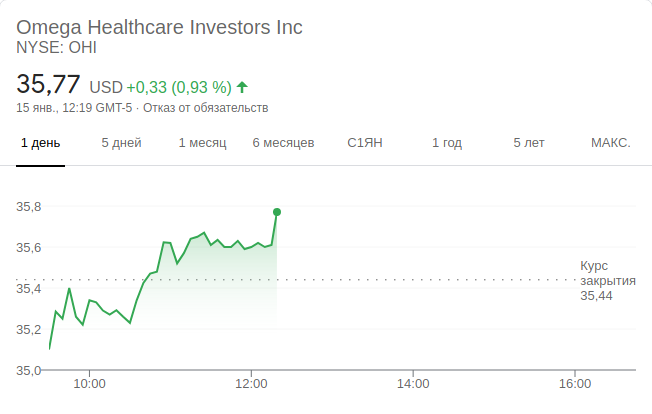 Omega Healthcare Investors Inc
NYSE: OHI
35,77 USD +0,33 (0,93 %)
15 янв., 12:19 GMT-5 · Отказ от обязательств
1 день 5 дней 1 месяц 6 месяцев С1ЯН 1 год 5 лет МАКС.
35,8
35,6
Курс
закрытия
35,44
35,4
35,2
35,0
10:00 12:00 14:00 16:00